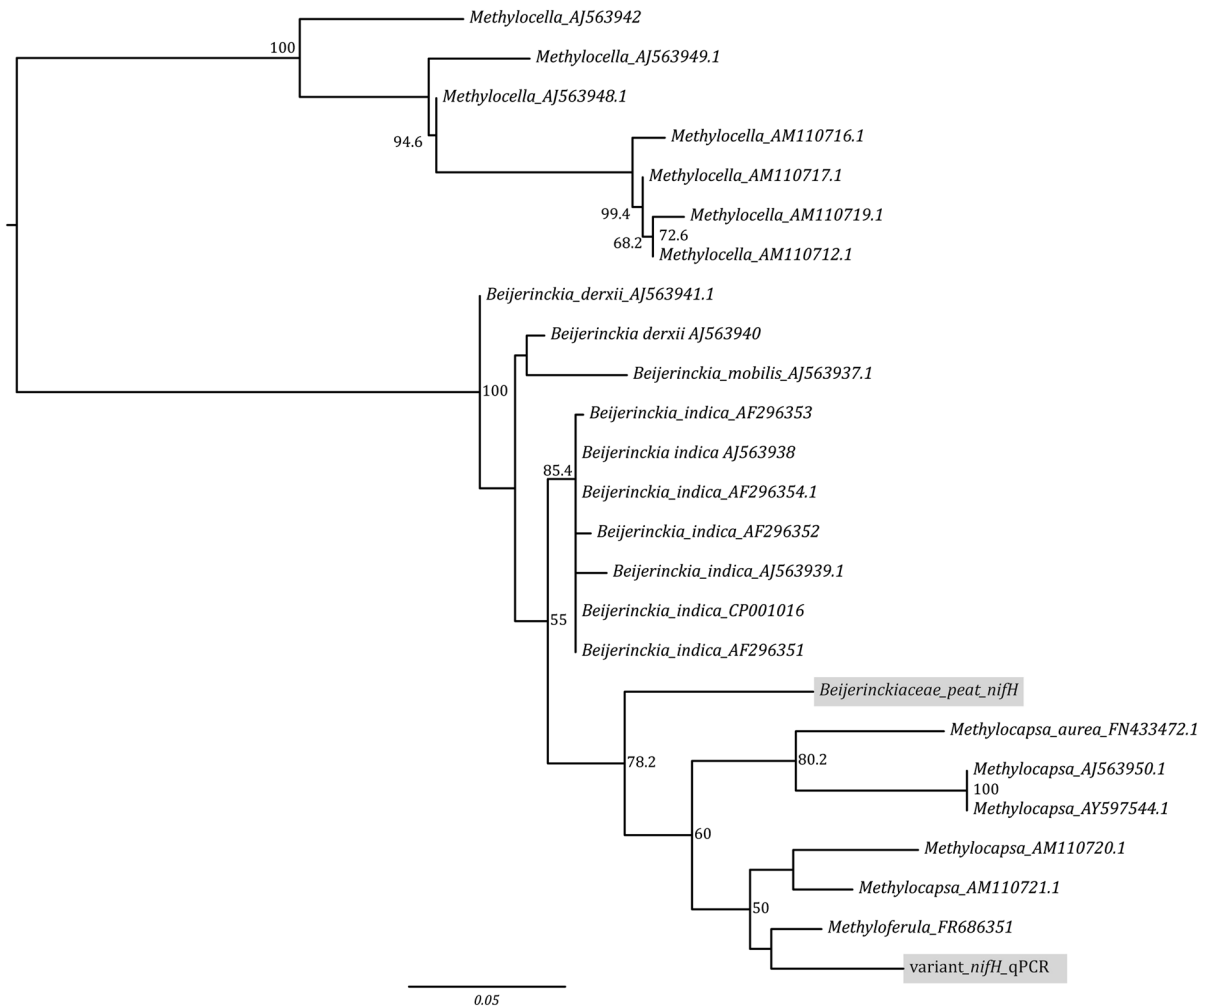 Methylocella_AJ563942
100
Methylocella_AJ563949.1
Methylocella_AJ563948.1
94.6
Methylocella_AM110716.1
Methylocella_AM110717.1
99.4
Methylocella_AM110719.1
68.2
72.6
Methylocella_AM110712.1
Beijerinckia_derxii_AJ563941.1
Beijerinckia derxii AJ563940
Beijerinckia_mobilis_AJ563937.1
100
Beijerinckia_indica_AF296353
Beijerinckia indica AJ563938
85.4
Beijerinckia_indica_AF296354.1
Beijerinckia_indica_AF296352
Beijerinckia_indica_AJ563939.1
Beijerinckia_indica_CP001016
55
Beijerinckia_indica_AF296351
Beijerinckiaceae_peat_nifH
Methylocapsa_aurea_FN433472.1
80.2
78.2
Methylocapsa_AJ563950.1
100
Methylocapsa_AY597544.1
60
Methylocapsa_AM110720.1
Methylocapsa_AM110721.1
50
Methyloferula_FR686351
variant_nifH_qPCR
0.05